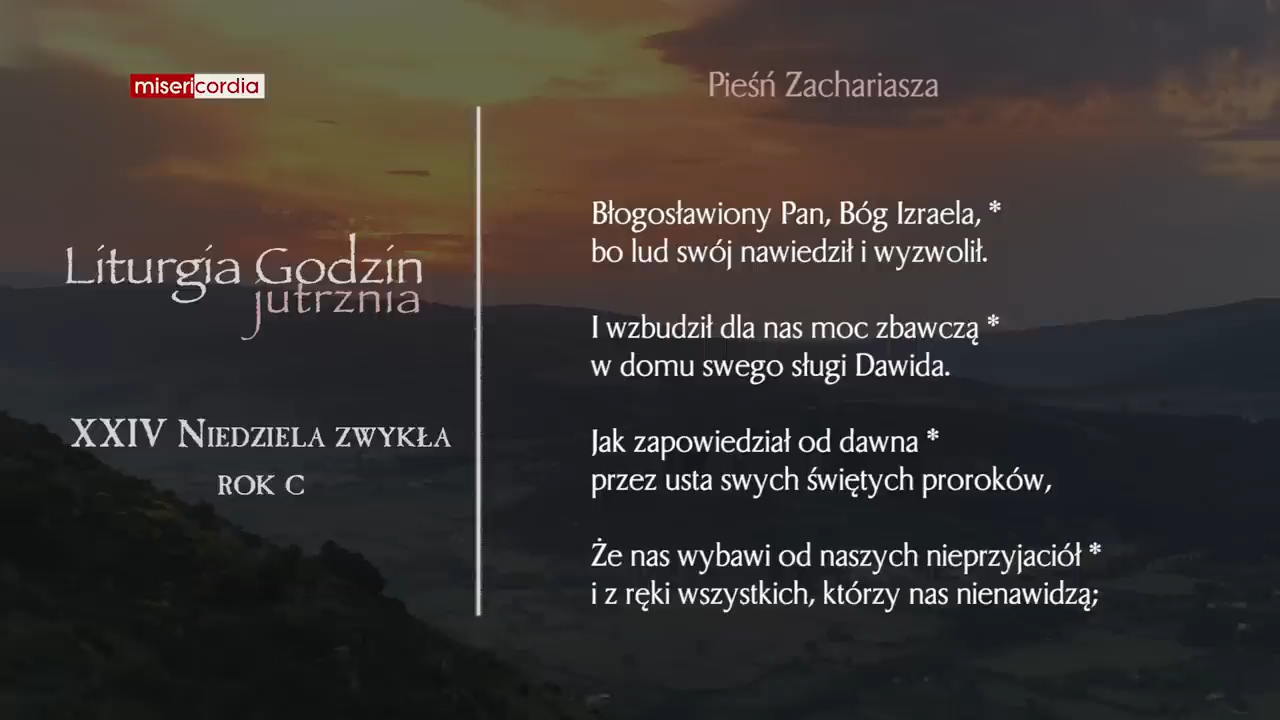 misericordia
Liturgia Godzin
jutrznia
XXIV Niedziela zwykła
rok C
Pieśń Zachariasza
Błogosławiony Pan, Bóg Izraela, *
bo lud swój nawiedził i wyzwolił.
I wzbudził dla nas moc zbawczą *
w domu swego sługi Dawida.
Jak zapowiedział od dawna *
przez usta swych świętych proroków,
Że nas wybawi od naszych nieprzyjaciół *
i z ręki wszystkich, którzy nas nienawidzą;